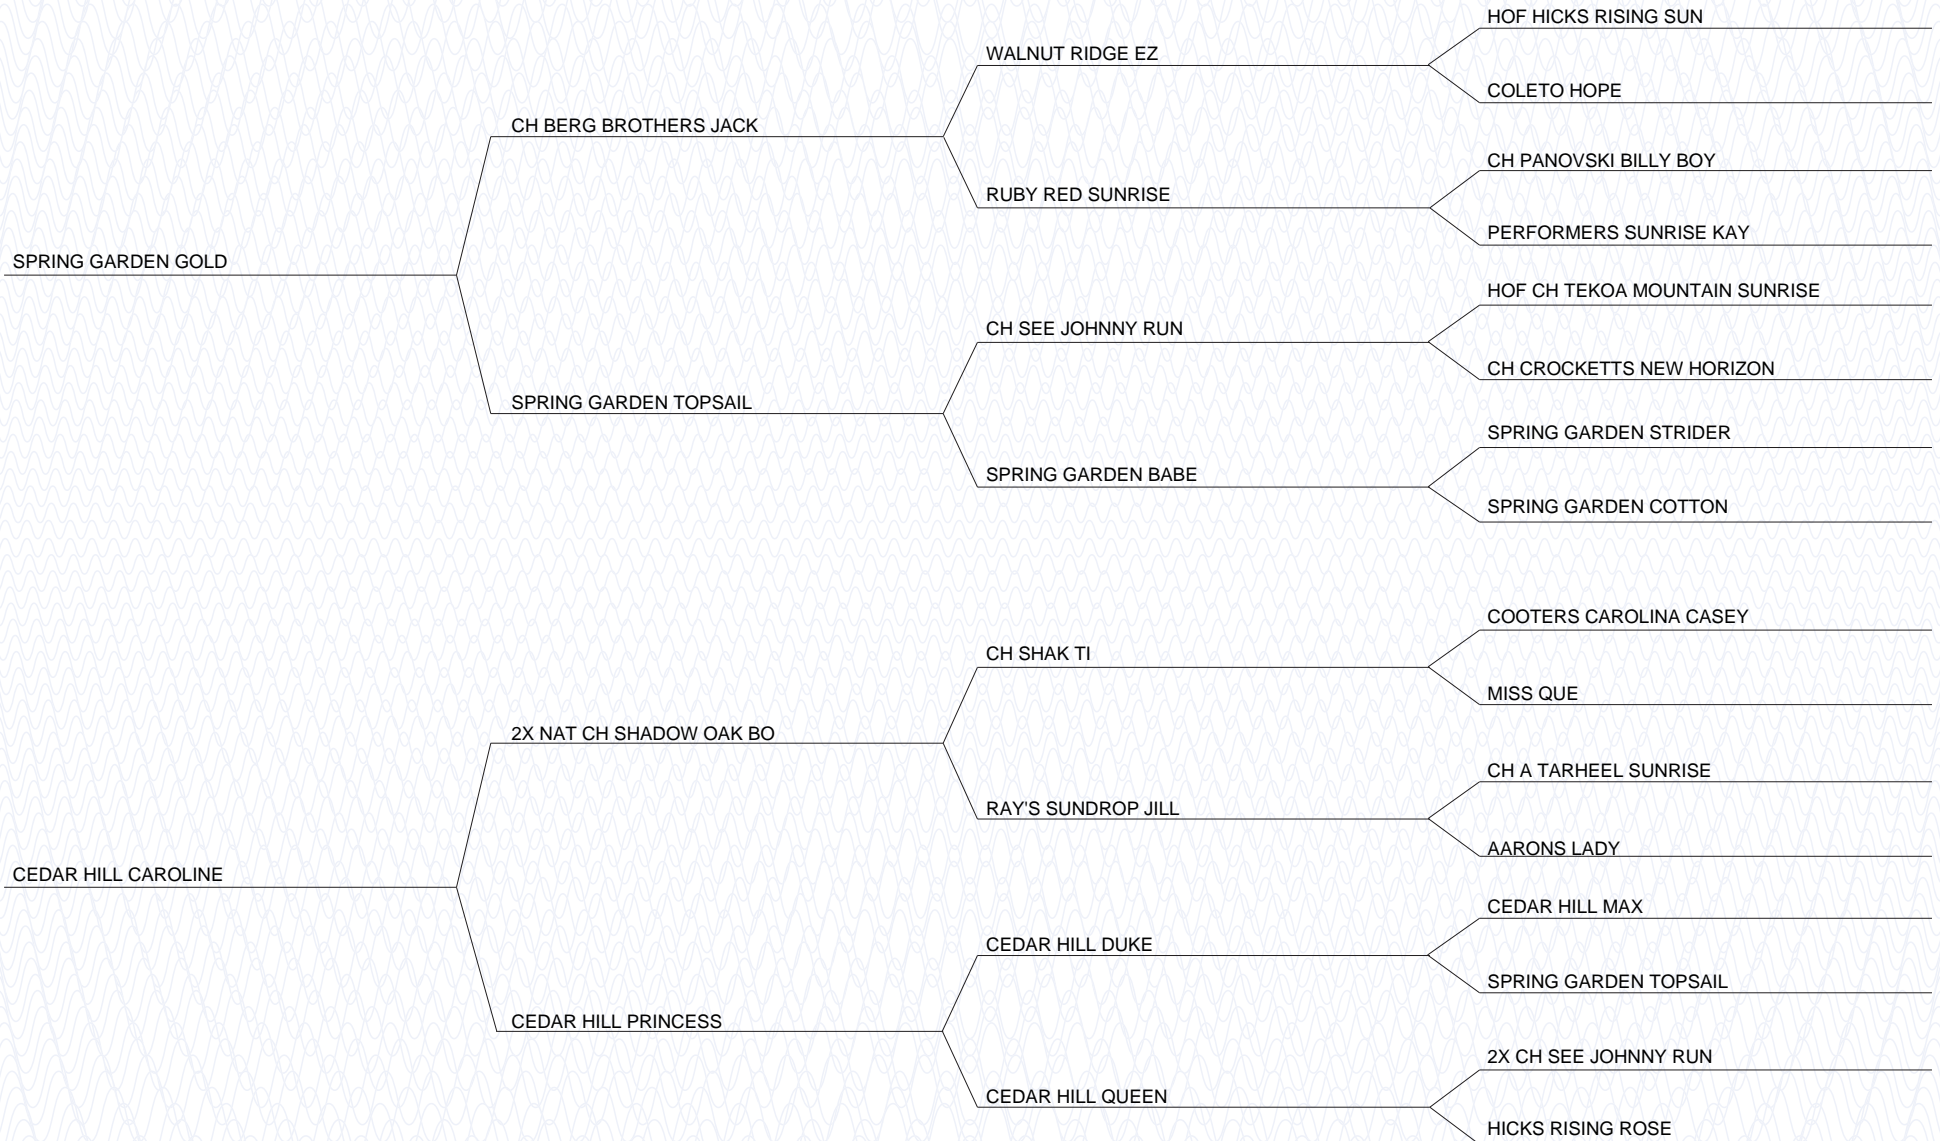 HOF HICKS RISING SUN
WALNUT RIDGE EZ
COLETO HOPE
CH BERG BROTHERS JACK
CH PANOVSKI BILLY BOY
RUBY RED SUNRISE
PERFORMERS SUNRISE KAY
SPRING GARDEN GOLD
HOF CH TEKOA MOUNTAIN SUNRISE
CH SEE JOHNNY RUN
CH CROCKETTS NEW HORIZON
SPRING GARDEN TOPSAIL
SPRING GARDEN STRIDER
SPRING GARDEN BABE
SPRING GARDEN COTTON
COOTERS CAROLINA CASEY
CH SHAK TI
MISS QUE
2X NAT CH SHADOW OAK BO
CH A TARHEEL SUNRISE
RAY'S SUNDROP JILL
AARONS LADY
CEDAR HILL CAROLINE
CEDAR HILL MAX
CEDAR HILL DUKE
SPRING GARDEN TOPSAIL
CEDAR HILL PRINCESS
2X CH SEE JOHNNY RUN
CEDAR HILL QUEEN
HICKS RISING ROSE